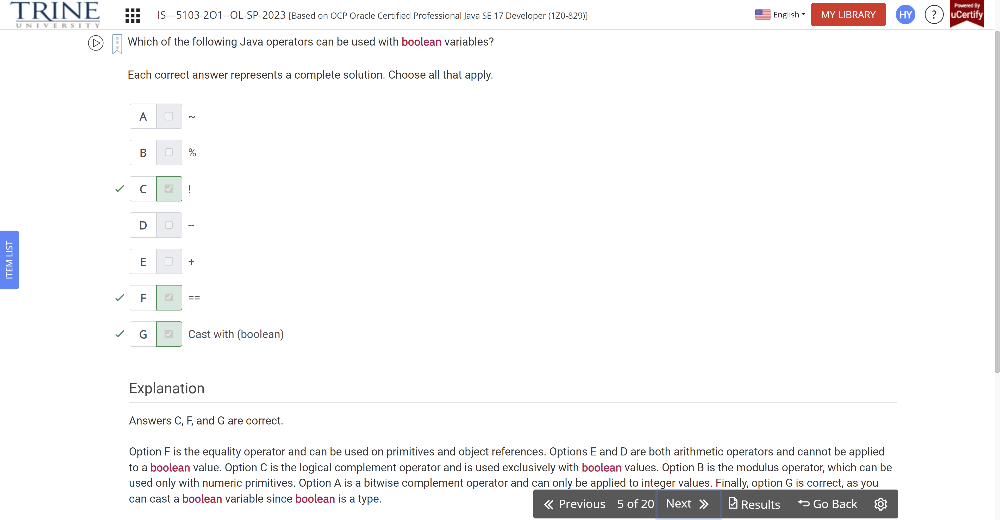 TRINE
UNIVERSITY
IS---5103-2O1--OL-SP-2023 [Based on OCP Oracle Certified Professional Java SE 17 Developer (1Z0-829)]
English
MY LIBRARY
HY
?
Powered By
uCertify
Which of the following Java operators can be used with boolean variables?
Each correct answer represents a complete solution. Choose all that apply.
A ~
B %
C !
D --
E +
F ==
G Cast with (boolean)
ITEM LIST
Explanation
Answers C, F, and G are correct.
Option F is the equality operator and can be used on primitives and object references. Options E and D are both arithmetic operators and cannot be applied
to a boolean value. Option C is the logical complement operator and is used exclusively with boolean values. Option B is the modulus operator, which can be
used only with numeric primitives. Option A is a bitwise complement operator and can only be applied to integer values. Finally, option G is correct, as you
can cast a boolean variable since boolean is a type.
Previous 5 of 20 Next Results Go Back